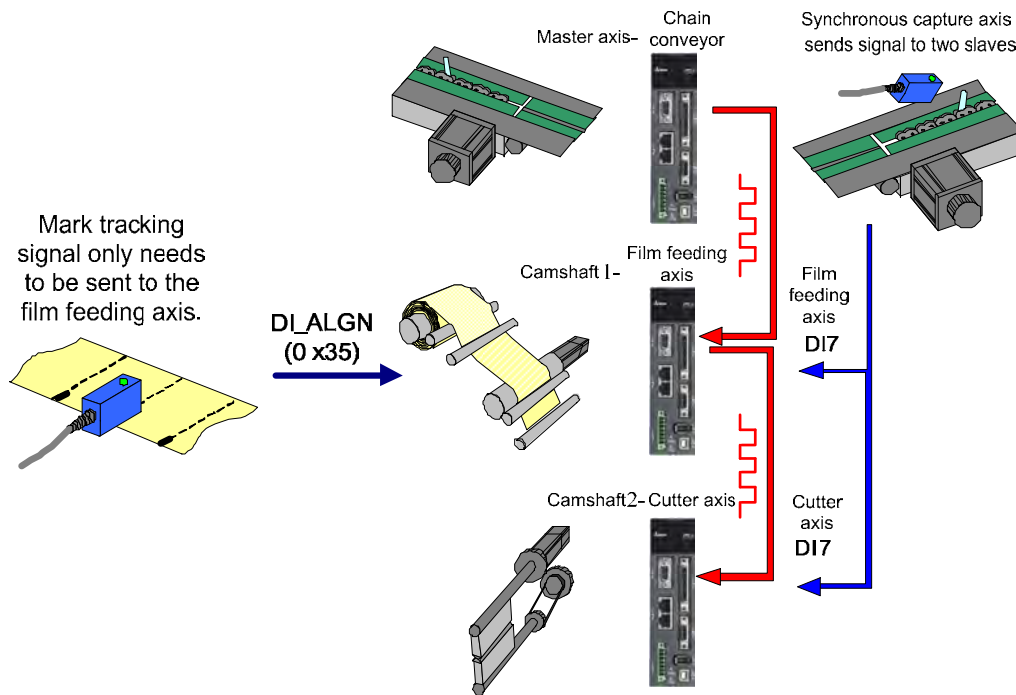 Master axis-
Chain
conveyor
Synchronous capture axis
sends signal to two slaves
Mark tracking
signal only needs
to be sent to the
film feeding axis.
DI_ALGN
(0 x35)
Camshaft 1-
Film feeding
axis
Film
feeding
axis
DI7
Camshaft2-Cutter axis
Cutter
axis
DI7